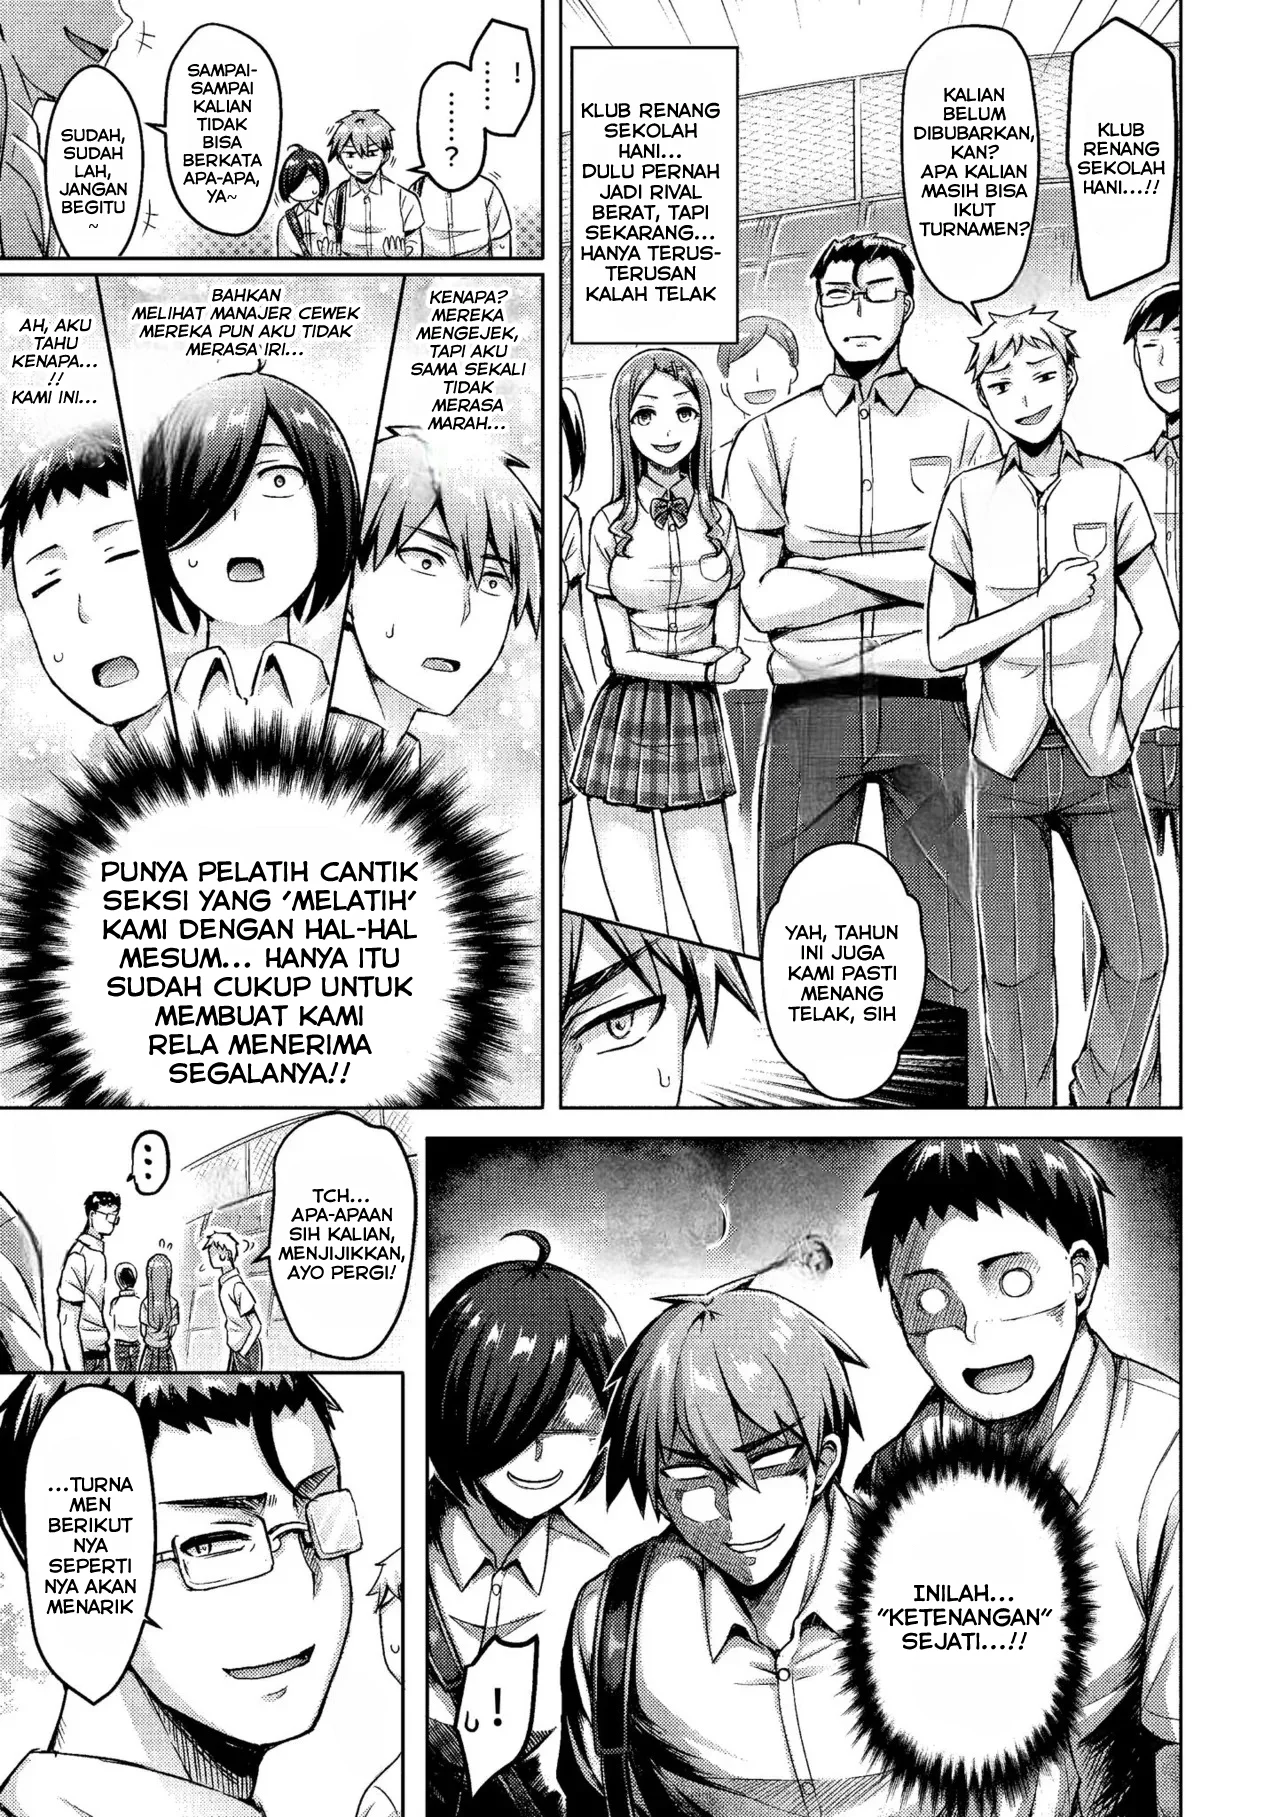 KLUB
RENANG
SEKOLAH
HANI...!!
KALIAN
BELUM
DIBUBARKAN,
KAN?
APA KALIAN
MASIH BISA
IKUT
TURNAMEN?
KLUB RENANG
SEKOLAH
HANI...
DULU PERNAH
JADI RIVAL
BERAT, TAPI
SEKARANG...
HANYA TERUS-
TERUSAN
KALAH TELAK
YAH, TAHUN
INI JUGA
KAMI PASTI
MENANG
TELAK, SIH
......!
......?
SAMPAI-
SAMPAI
KALIAN
TIDAK
BISA
BERKATA
APA-APA,
YA~
SUDAH,
SUDAH
LAH,
JANGAN
BEGITU
~
KENAPA?
MEREKA
MENGEJEK,
TAPI AKU
SAMA SEKALI
TIDAK
MERASA
MARAH...
BAHKAN
MELIHAT MANAJER CEWEK
MEREKA PUN AKU TIDAK
MERASA IRI...
AH, AKU
TAHU
KENAPA...
!!
KAMI INI...
PUNYA PELATIH CANTIK
SEKSI YANG 'MELATIH'
KAMI DENGAN HAL-HAL
MESUM... HANYA ITU
SUDAH CUKUP UNTUK
MEMBUAT KAMI
RELA MENERIMA
SEGALANYA!!
INILAH...
"KETENANGAN"
SEJATI...!!
!
TCH...
APA-APAAN
SIH KALIAN,
MENJIJIKKAN,
AYO PERGI!
...
...TURNA
MEN
BERIKUT
NYA
SEPERTI
NYA AKAN
MENARIK